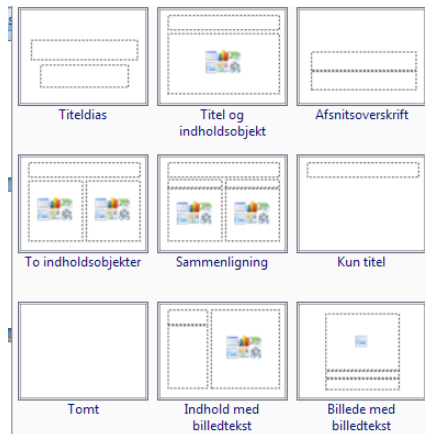 Titeldias
Titel og
indholdsobjekt
Afsnitsoverskrift
To indholdsobjekter
Sammenligning
Kun titel
Tomt
Indhold med
billedtekst
Billede med
billedtekst